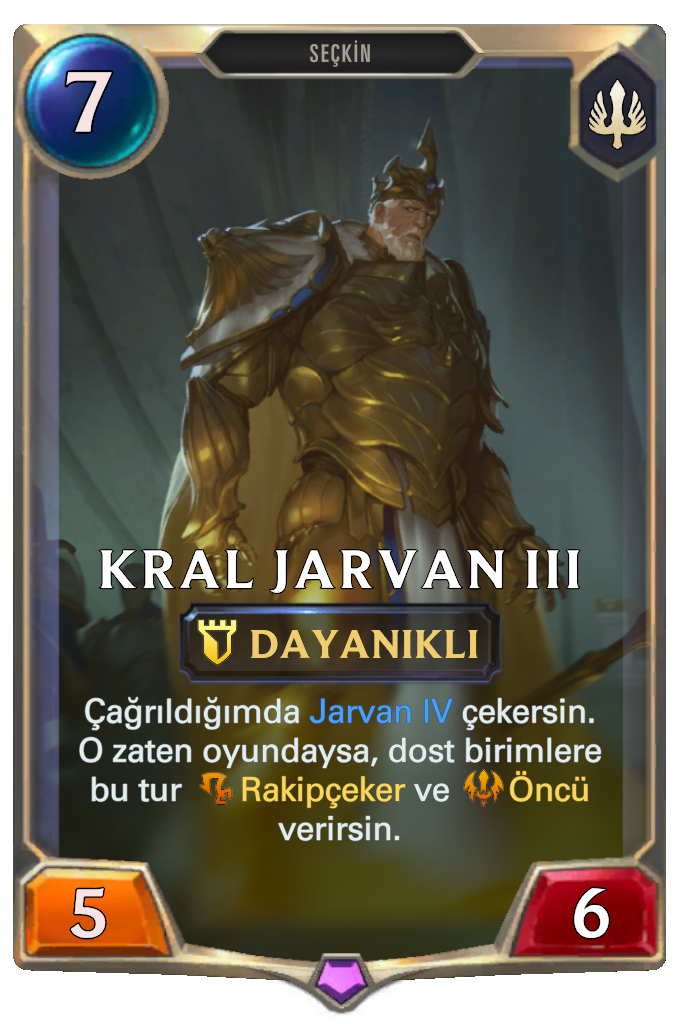 7
SEÇKİN
KRAL JARVAN III
DAYANIKLI
Çağrıldığımda Jarvan IV çekersin.
O zaten oyundaysa, dost birimlere
bu tur Rakipçeker ve Öncü
verirsin.
5
6